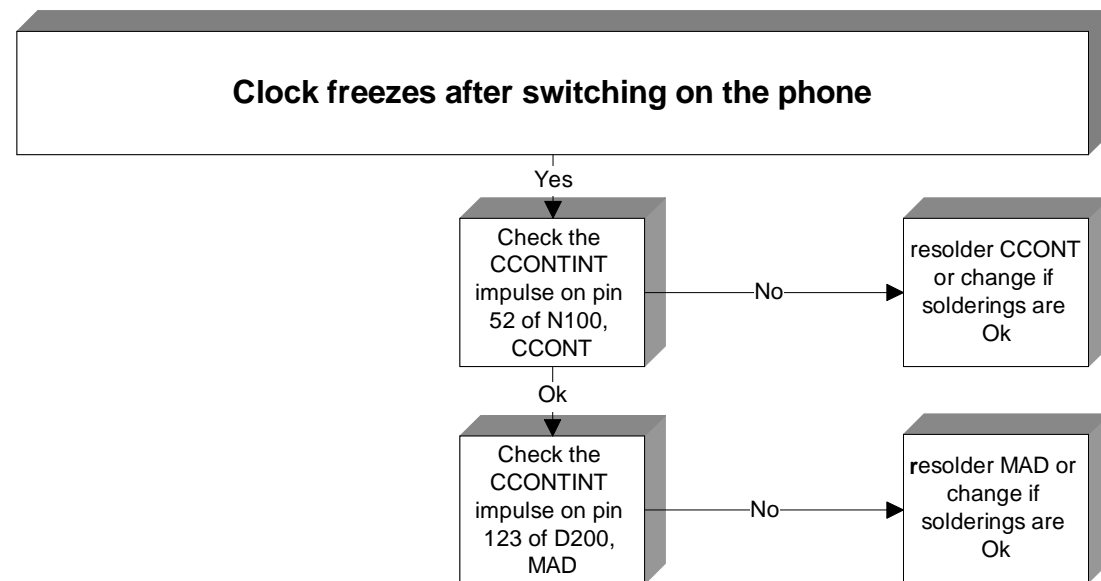 Clock freezes after switching on the phone
Yes
Check the
CCONTINT
impulse on pin
52 of N100,
CCONT
No
resolder CCONT
or change if
solderings are
Ok
Ok
Check the
CCONTINT
impulse on pin
123 of D200,
MAD
No
resolder MAD or
change if
solderings are
Ok